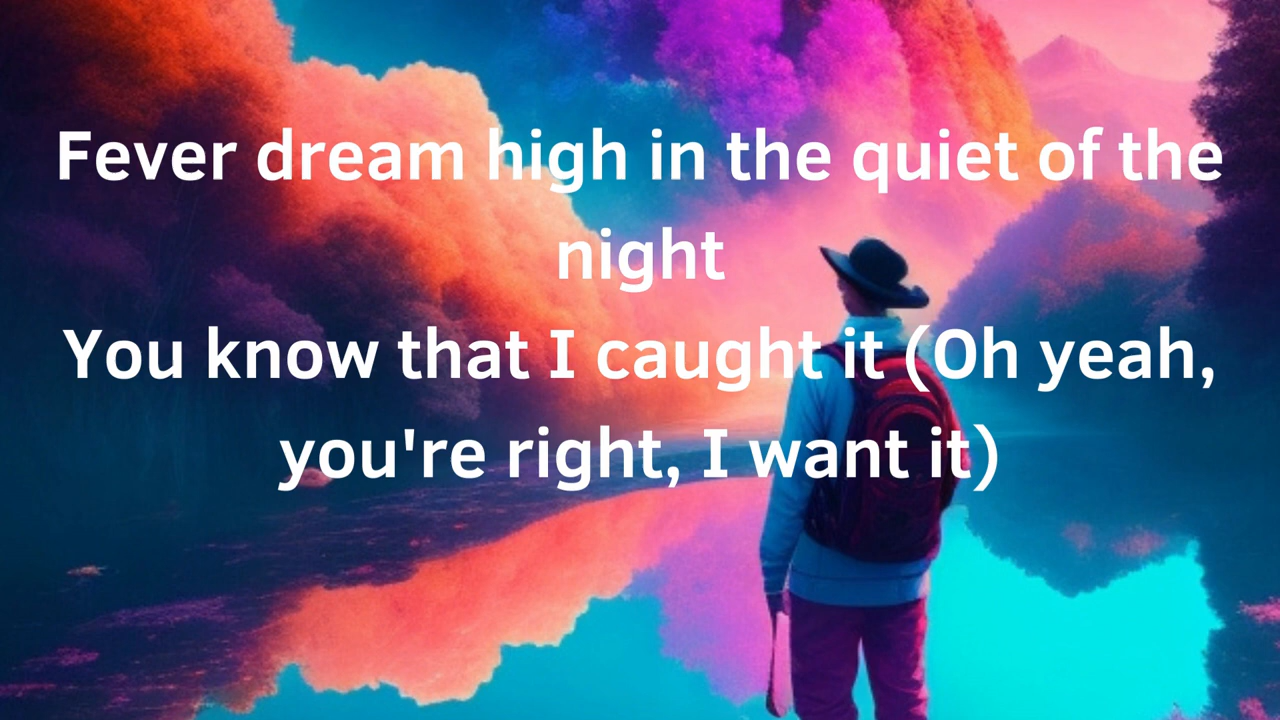 Fever dream high in the quiet of the
night
You know that I caught it (Oh yeah,
you're right, I want it)